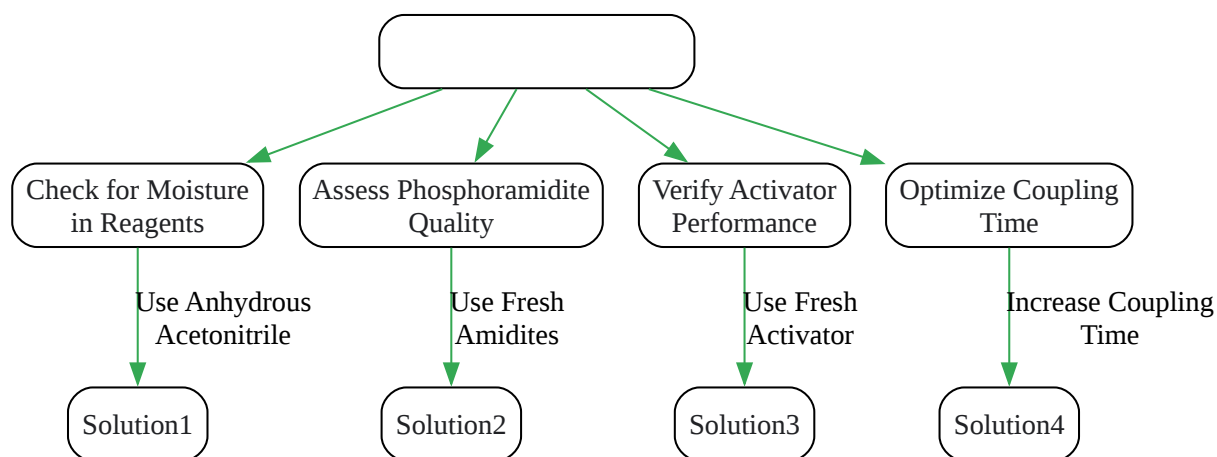 Check for Moisture
in Reagents
Assess Phosphoramidite
Quality
Verify Activator
Performance
Optimize Coupling
Time
Use Anhydrous
Acetonitrile
Use Fresh
Amidites
Use Fresh
Activator
Increase Coupling
Time
Solution1
Solution2
Solution3
Solution4